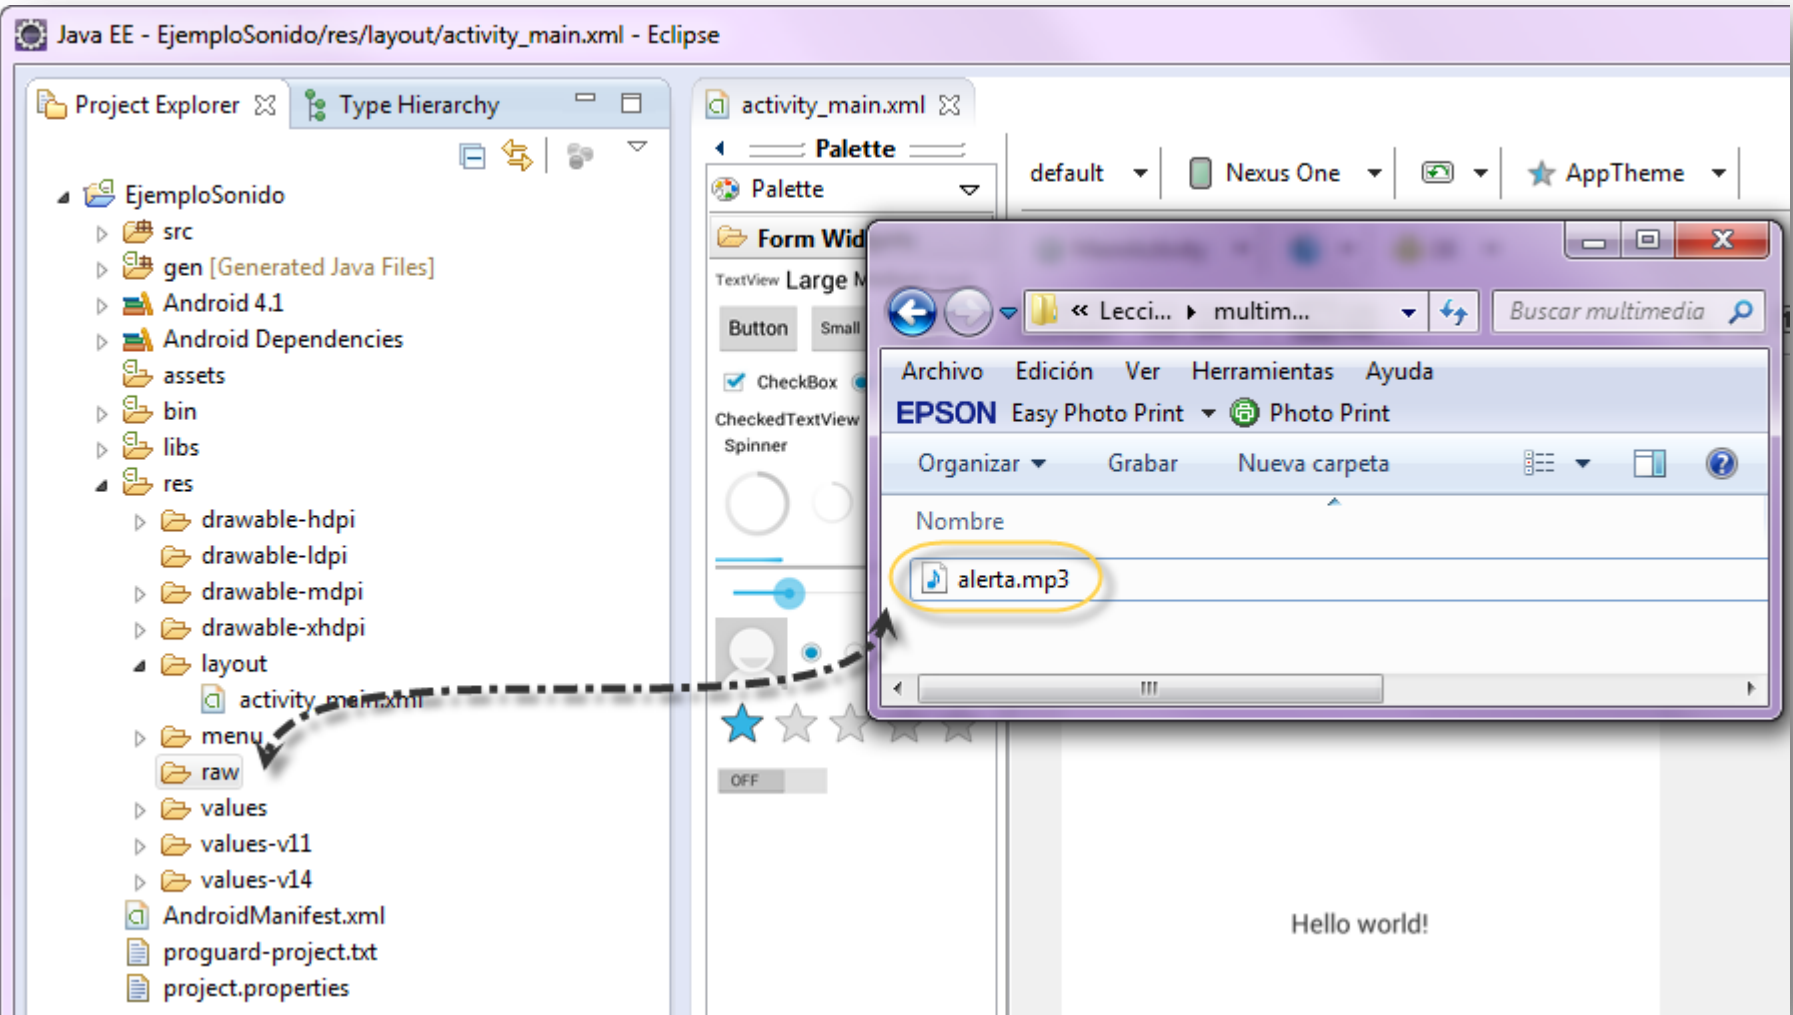 Java EE - EjemploSonido/res/layout/activity_main.xml - Eclipse
Project Explorer
Type Hierarchy
EjemploSonido
src
gen [Generated Java Files]
Android 4.1
Android Dependencies
assets
bin
libs
res
drawable-hdpi
drawable-ldpi
drawable-mdpi
drawable-xhdpi
layout
activity_main.xml
menu
raw
values
values-v11
values-v14
AndroidManifest.xml
proguard-project.txt
project.properties
activity_main.xml
Palette
Palette
Form Wid
TextView Large
Button Small
CheckBox
CheckedTextView
Spinner
OFF
default Nexus One AppTheme
« Lecci... multim...
Buscar multimedia
Archivo Edición Ver Herramientas Ayuda
EPSON Easy Photo Print Photo Print
Organizar Grabar Nueva carpeta
Nombre
alerta.mp3
Hello world!